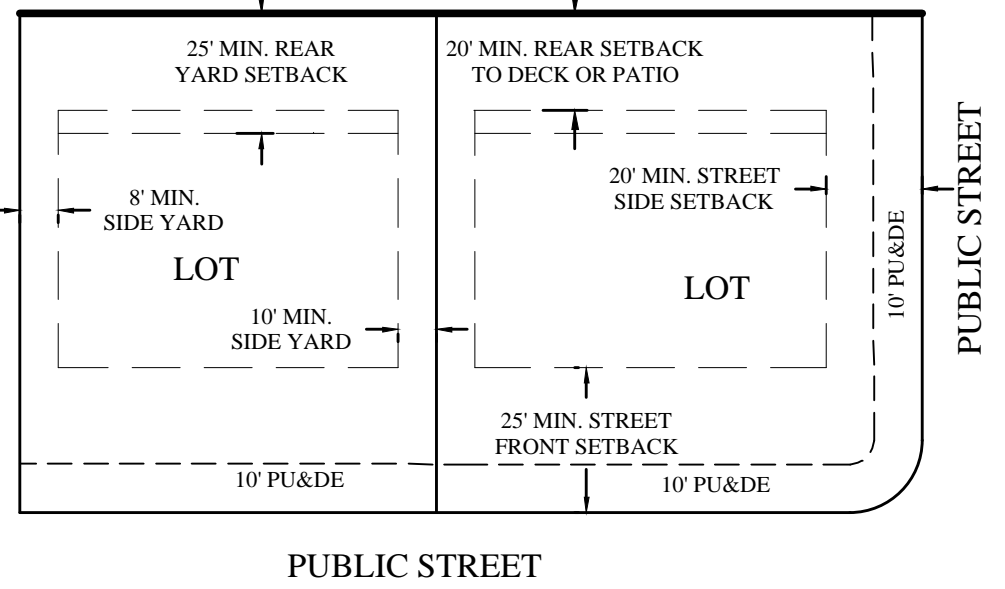 25' MIN. REAR
YARD SETBACK
20' MIN. REAR SETBACK
TO DECK OR PATIO
8' MIN.
SIDE YARD
20' MIN. STREET
SIDE SETBACK
LOT
LOT
10' MIN.
SIDE YARD
10' PU&DE
PUBLIC STREET
25' MIN. STREET
FRONT SETBACK
10' PU&DE
10' PU&DE
PUBLIC STREET